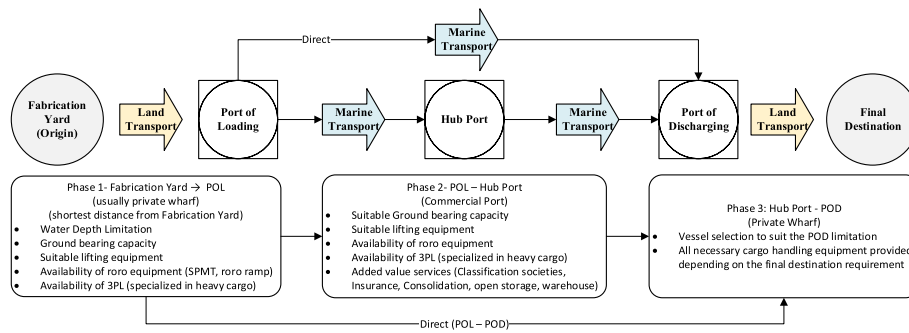 Direct
Marine
Transport
Fabrication
Yard
(Origin)
Land
Transport
Port of
Loading
Marine
Transport
Hub Port
Marine
Transport
Port of
Discharging
Land
Transport
Final
Destination
Phase 1- Fabrication Yard → POL
(usually private wharf)
(shortest distance from Fabrication Yard)
• Water Depth Limitation
• Ground bearing capacity
• Suitable lifting equipment
• Availability of roro equipment (SPMT, roro ramp)
• Availability of 3PL (specialized in heavy cargo)
Phase 2- POL – Hub Port
(Commercial Port)
• Suitable Ground bearing capacity
• Suitable lifting equipment
• Availability of roro equipment
• Availability of 3PL (specialized in heavy cargo)
• Added value services (Classification societies,
Insurance, Consolidation, open storage, warehouse)
Phase 3: Hub Port - POD
(Private Wharf)
• Vessel selection to suit the POD limitation
• All necessary cargo handling equipment provided
depending on the final destination requirement
Direct (POL – POD)